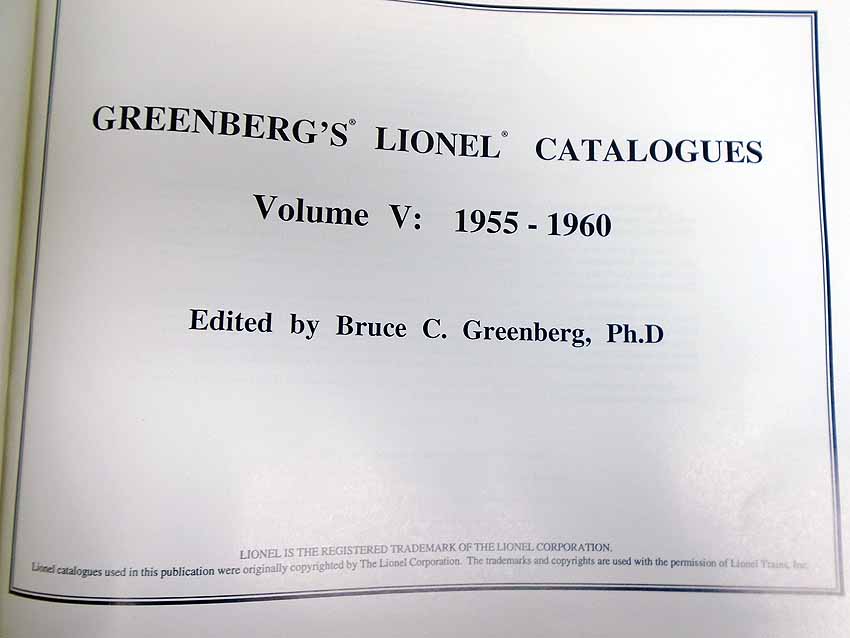 GREENBERG'S® LIONEL® CATALOGUES
Volume V: 1955 - 1960
Edited by Bruce C. Greenberg, Ph.D
LIONEL IS THE REGISTERED TRADEMARK OF THE LIONEL CORPORATION.
Lionel catalogues used in this publication were originally copyrighted by The Lionel Corporation. The trademarks and copyrights are used with the permission of Lionel Trains, Inc.